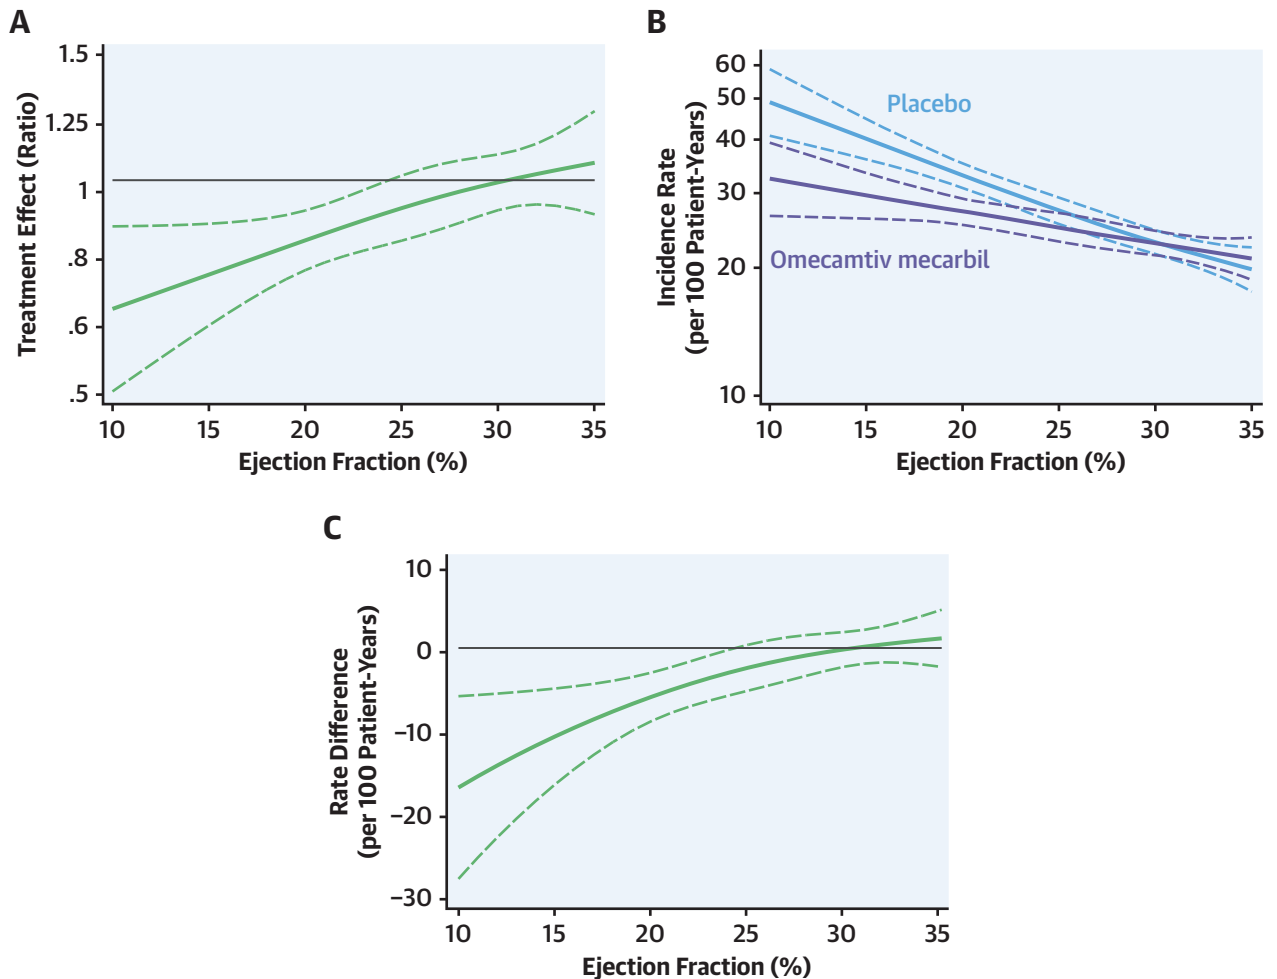 A
Treatment Effect (Ratio)
1.5
1.25
1
.8
.6
.5
10 15 20 25 30 35
Ejection Fraction (%)
B
Incidence Rate
(per 100 Patient-Years)
60
50
40
30
20
10
Placebo
Omecamtiv mecarbil
10 15 20 25 30 35
Ejection Fraction (%)
C
Rate Difference
(per 100 Patient-Years)
10
0
−10
−20
−30
10 15 20 25 30 35
Ejection Fraction (%)